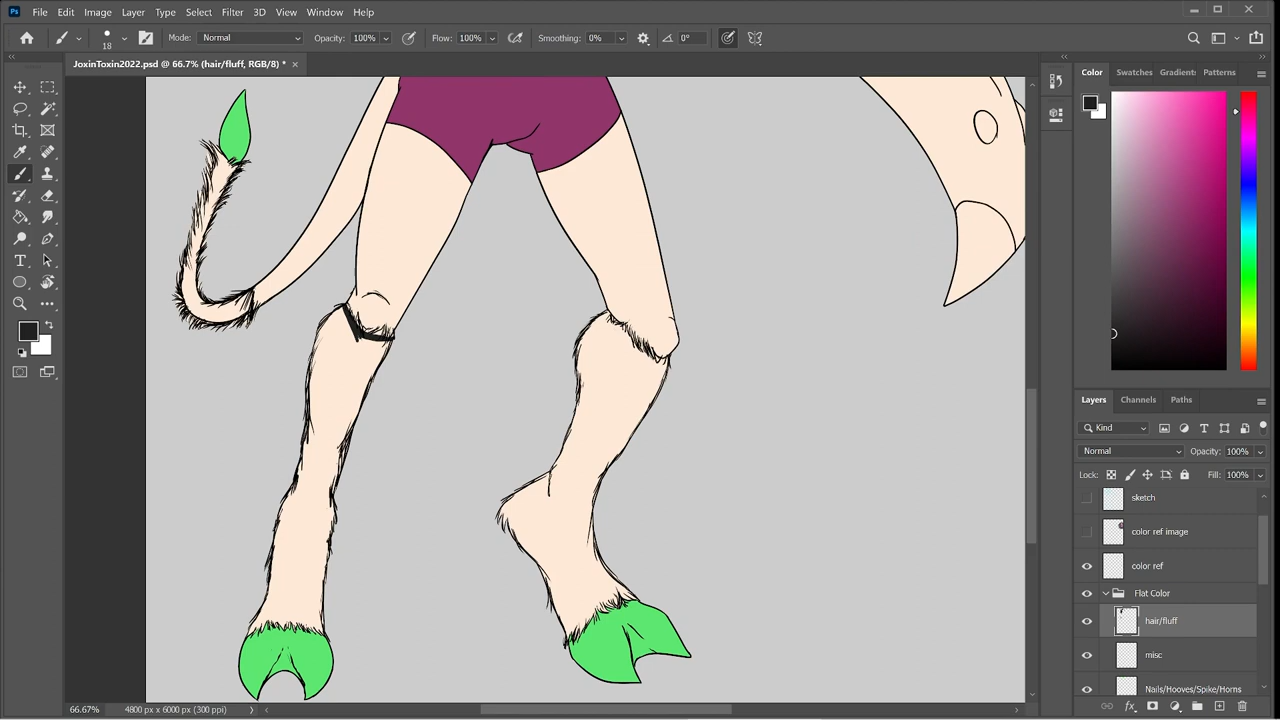 Ps File Edit Image Layer Type Select Filter 3D View Window Help
18 Mode: Normal Opacity: 100% Flow: 100% Smoothing: 0% 0°
JoxinToxin2022.psd @ 66.7% (hair/fluff, RGB/8) * ×
Color Swatches Gradient: Patterns
Layers Channels Paths
Kind
Normal Opacity: 100%
Lock: Fill: 100%
sketch
color ref image
color ref
Flat Color
hair/fluff
misc
Nails/Hooves/Spike/Horns
66.67% 4800 px x 6000 px (300 ppi)